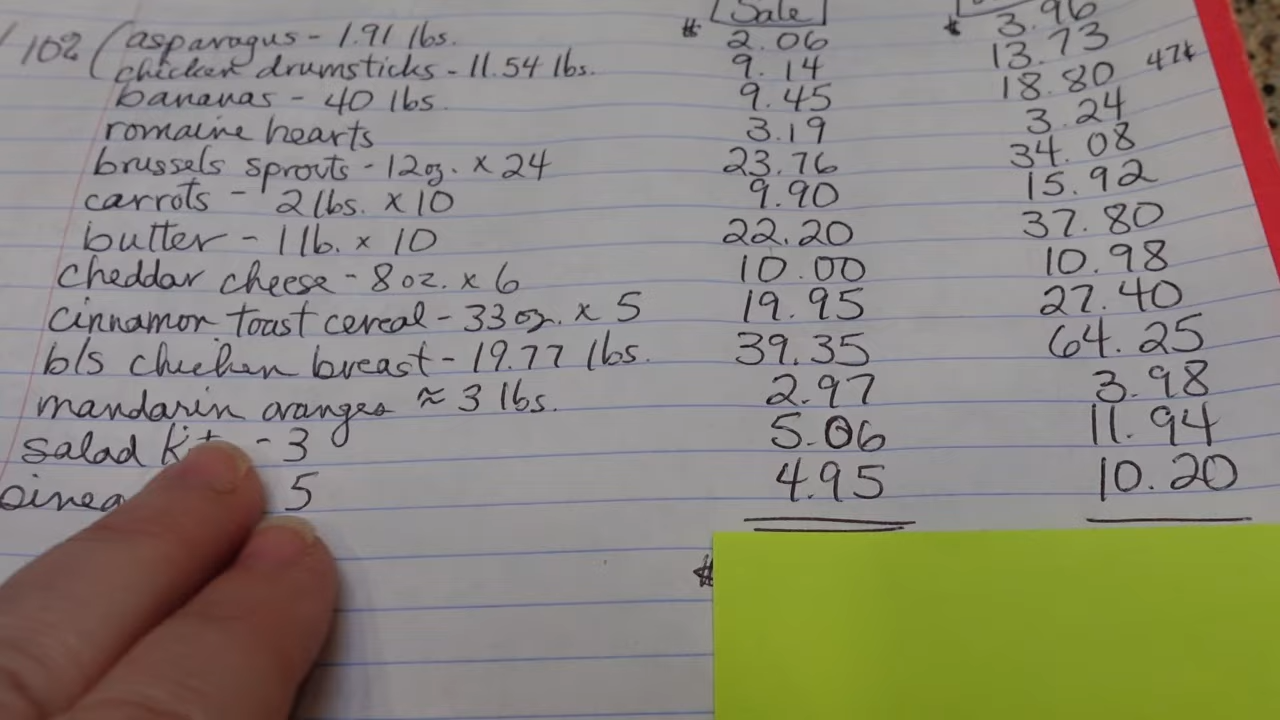 Sale
102 ( asparagus - 1.91 lbs. $ 2.06 $ 3.96
chicken drumsticks - 11.54 lbs. 9.14 13.73
bananas - 40 lbs. 9.45 18.80 47¢
romaine hearts 3.19 3.24
brussels sprouts - 12oz. x 24 23.76 34.08
carrots - 2 lbs. x 10 9.90 15.92
butter - 1 lb. x 10 22.20 37.80
cheddar cheese - 8 oz. x 6 10.00 10.98
cinnamon toast cereal - 33 oz. x 5 19.95 27.40
b/s chicken breast - 19.77 lbs. 39.35 64.25
mandarin oranges ≈ 3 lbs. 2.97 3.98
salad - 3 5.06 11.94
5 4.95 10.20
$